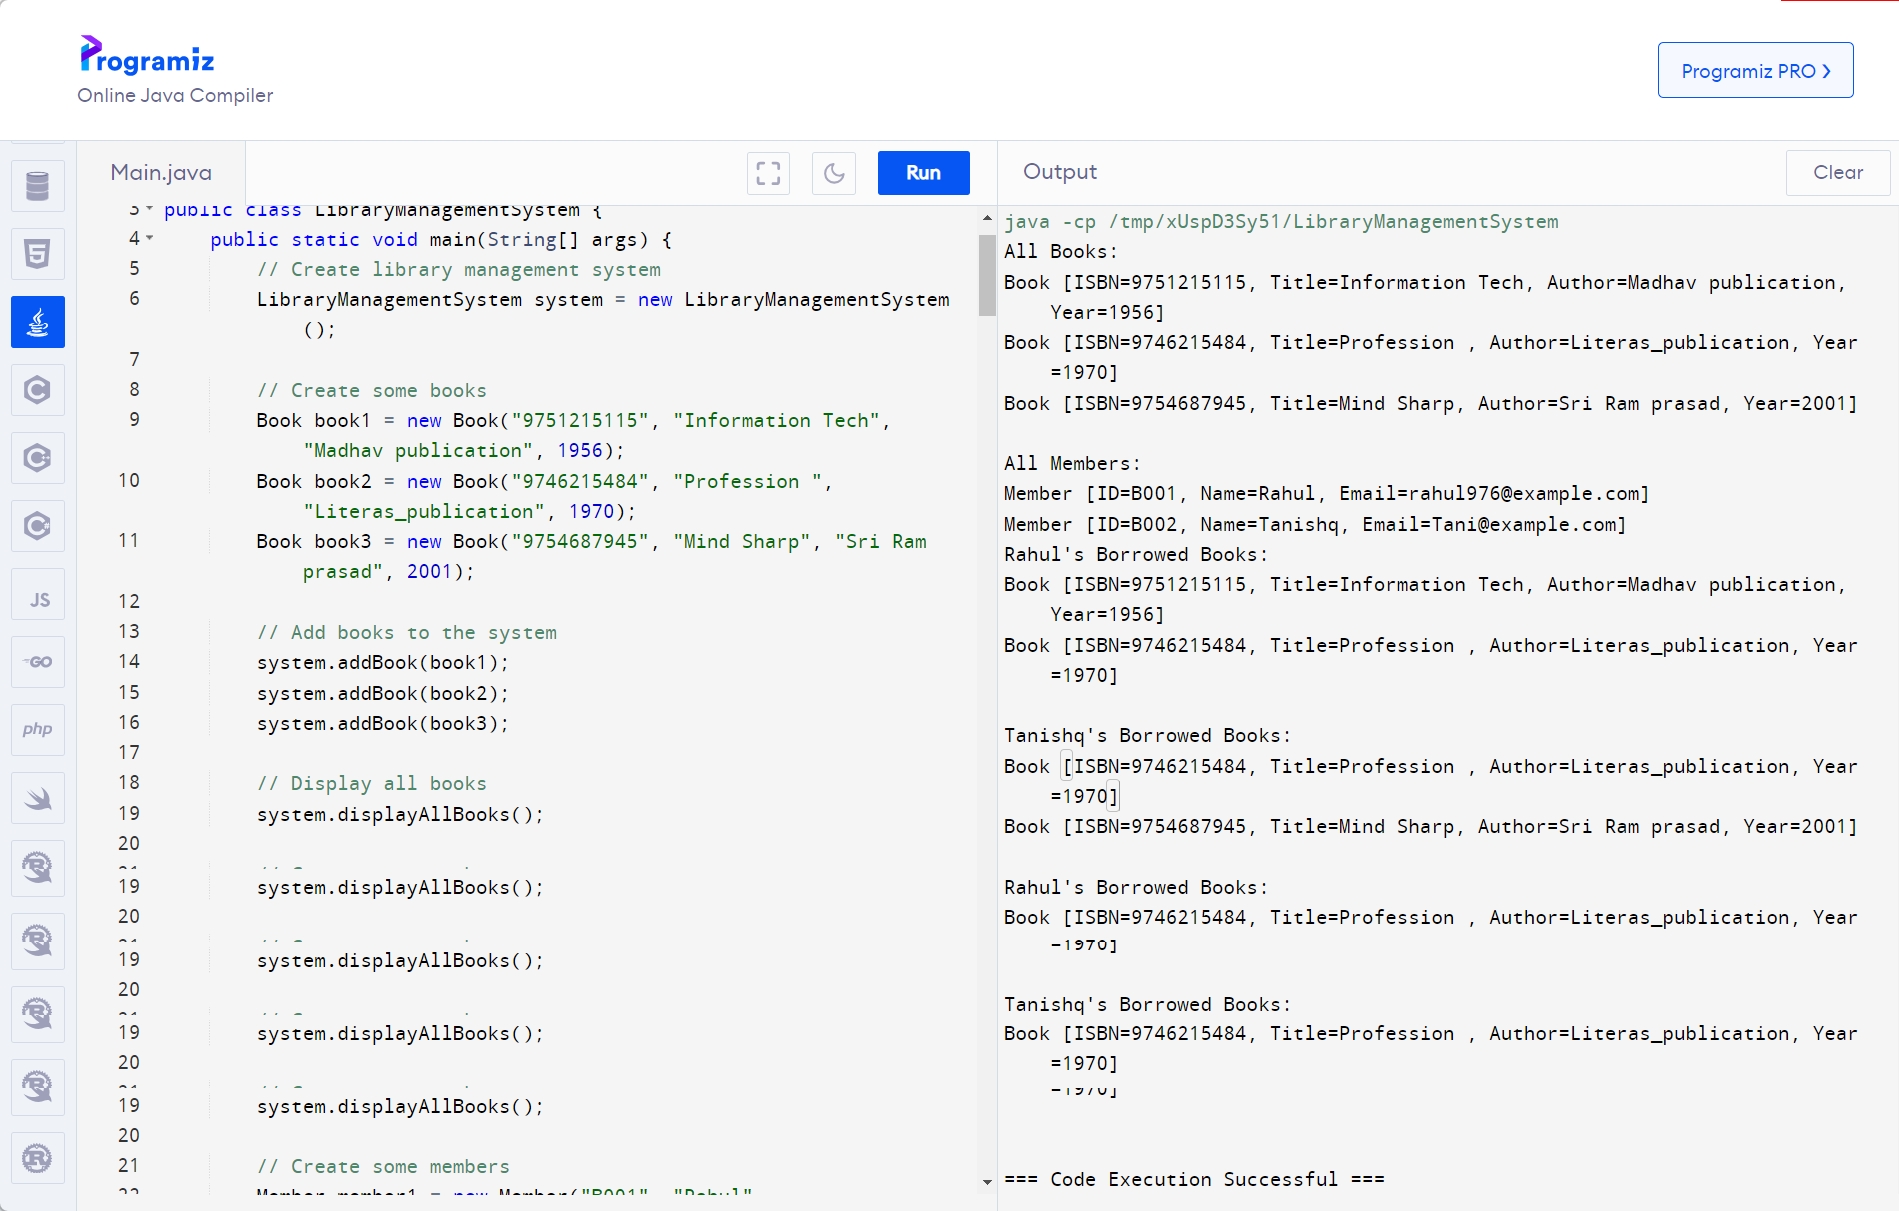 Programiz
Online Java Compiler
Programiz PRO ❯
Main.java
Run
Output
Clear
JS
GO
php
3 public class LibraryManagementSystem {
4 public static void main(String[] args) {
5 // Create library management system
6 LibraryManagementSystem system = new LibraryManagementSystem
();
7
8 // Create some books
9 Book book1 = new Book("9751215115", "Information Tech",
"Madhav publication", 1956);
10 Book book2 = new Book("9746215484", "Profession ",
"Literas_publication", 1970);
11 Book book3 = new Book("9754687945", "Mind Sharp", "Sri Ram
prasad", 2001);
12
13 // Add books to the system
14 system.addBook(book1);
15 system.addBook(book2);
16 system.addBook(book3);
17
18 // Display all books
19 system.displayAllBooks();
20
19 system.displayAllBooks();
20
19 system.displayAllBooks();
20
19 system.displayAllBooks();
20
19 system.displayAllBooks();
20
21 // Create some members
22 Member member1 = new Member("B001", "Rahul",
java -cp /tmp/xUspD3Sy51/LibraryManagementSystem
All Books:
Book [ISBN=9751215115, Title=Information Tech, Author=Madhav publication,
Year=1956]
Book [ISBN=9746215484, Title=Profession , Author=Literas_publication, Year
=1970]
Book [ISBN=9754687945, Title=Mind Sharp, Author=Sri Ram prasad, Year=2001]
All Members:
Member [ID=B001, Name=Rahul, Email=rahul976@example.com]
Member [ID=B002, Name=Tanishq, Email=Tani@example.com]
Rahul's Borrowed Books:
Book [ISBN=9751215115, Title=Information Tech, Author=Madhav publication,
Year=1956]
Book [ISBN=9746215484, Title=Profession , Author=Literas_publication, Year
=1970]
Tanishq's Borrowed Books:
Book [ISBN=9746215484, Title=Profession , Author=Literas_publication, Year
=1970]
Book [ISBN=9754687945, Title=Mind Sharp, Author=Sri Ram prasad, Year=2001]
Rahul's Borrowed Books:
Book [ISBN=9746215484, Title=Profession , Author=Literas_publication, Year
=1970]
Tanishq's Borrowed Books:
Book [ISBN=9746215484, Title=Profession , Author=Literas_publication, Year
=1970]
=1970]
=== Code Execution Successful ===